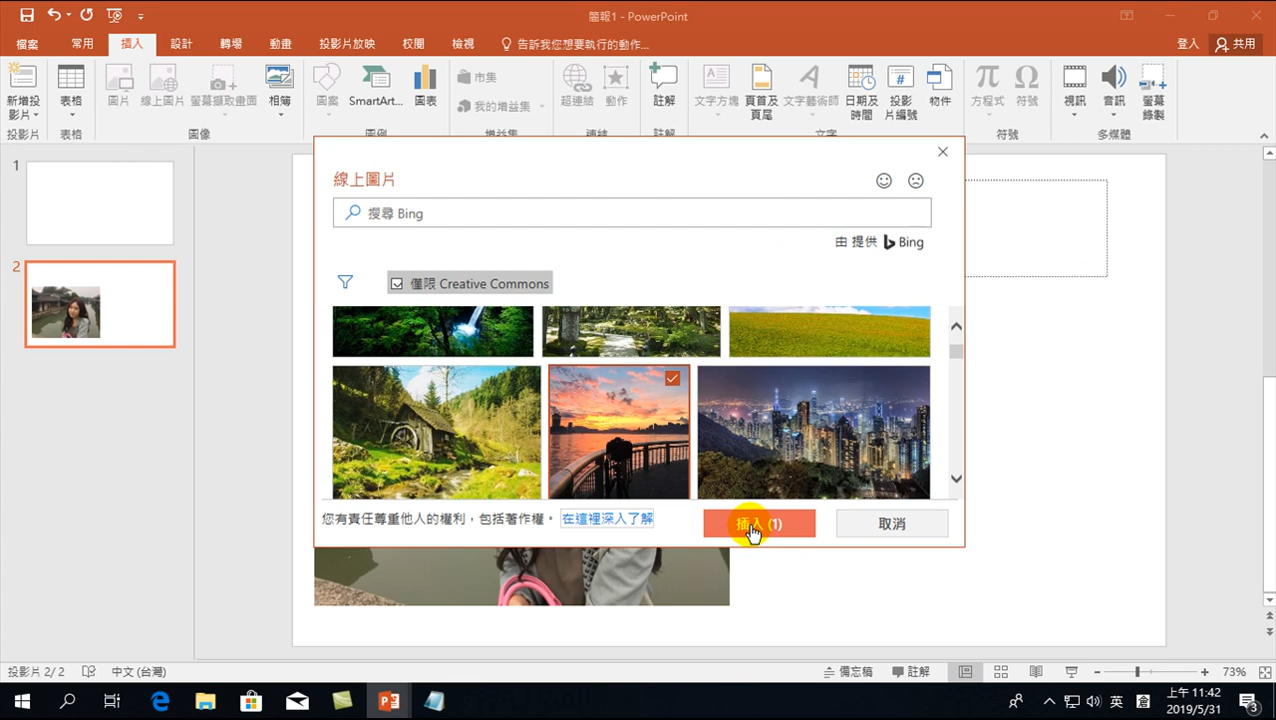 簡報1 - PowerPoint
檔案 常用 插入 設計 轉場 動畫 投影片放映 校閱 檢視 告訴我您想要執行的動作... 登入 共用
新增投影片 表格 圖片 線上圖片 螢幕擷取畫面 相簿 圖案 SmartArt... 圖表 市集 我的增益集 超連結 動作 註解 文字方塊 頁首及頁尾 文字藝術師 日期及時間 投影片編號 物件 方程式 符號 視訊 音訊 螢幕錄製
投影片 表格 圖像 圖例 增益集 連結 註解 文字 符號 多媒體
1
2
線上圖片
搜尋 Bing
由 提供 Bing
僅限 Creative Commons
您有責任尊重他人的權利，包括著作權。 在這裡深入了解
插入 (1) 取消
投影片 2/2 中文 (台灣) 備忘稿 註解 73%
英
上午 11:42
2019/5/31
3